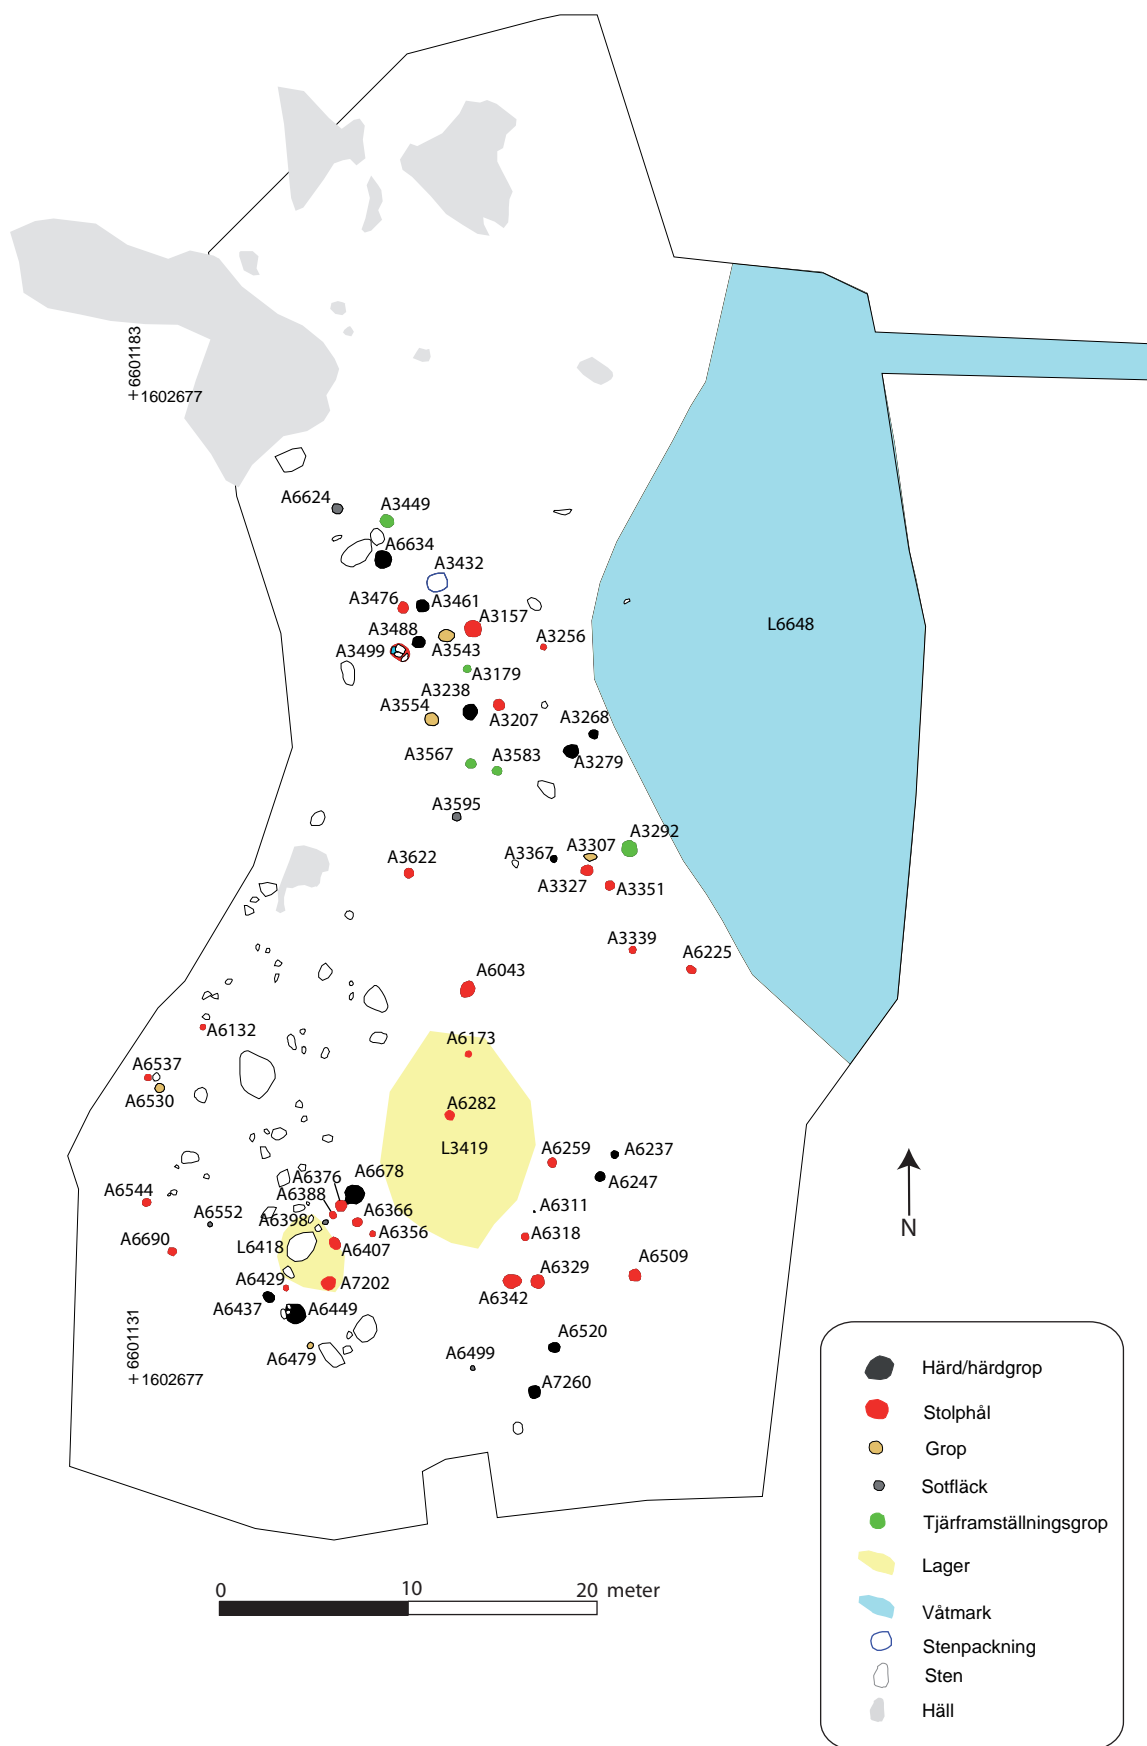 6601183
+1602677
A6624
A3449
A6634
A3432
A3476
A3461
A3157
A3488
A3256
A3499
A3543
A3179
L6648
A3238
A3554
A3207
A3268
A3567
A3583
A3279
A3595
A3292
A3307
A3367
A3622
A3327
A3351
A3339
A6225
A6043
A6132
A6173
A6537
A6530
A6282
L3419
A6259
A6237
A6678
A6376
A6247
A6544
A6388
A6552
A6398
A6366
A6311
A6356
A6318
A6690
L6418
A6407
A6509
A6429
A7202
A6329
A6437
A6449
A6342
N
6601131
+1602677
A6479
A6499
A6520
A7260
Härd/härdgrop
Stolphål
Grop
Sotfläck
Tjärframställningsgrop
Lager
Våtmark
Stenpackning
Sten
Häll
0 10 20 meter